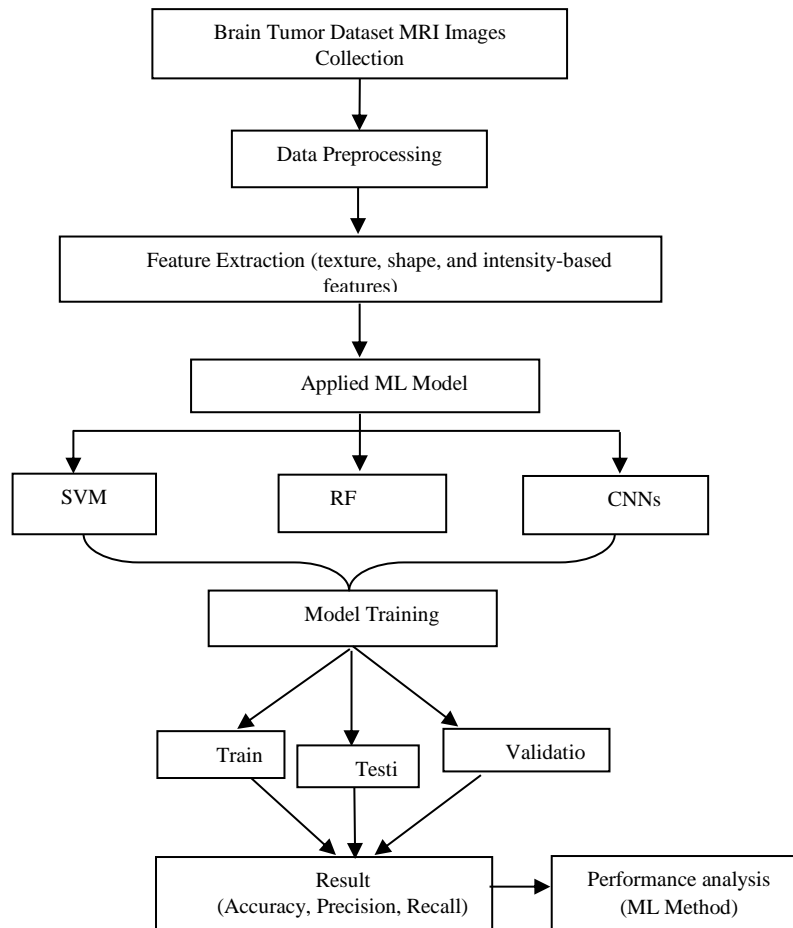 Brain Tumor Dataset MRI Images
Collection
Data Preprocessing
Feature Extraction (texture, shape, and intensity-based
features)
Applied ML Model
SVM
RF
CNNs
Model Training
Train
Testi
Validatio
Result
(Accuracy, Precision, Recall)
Performance analysis
(ML Method)